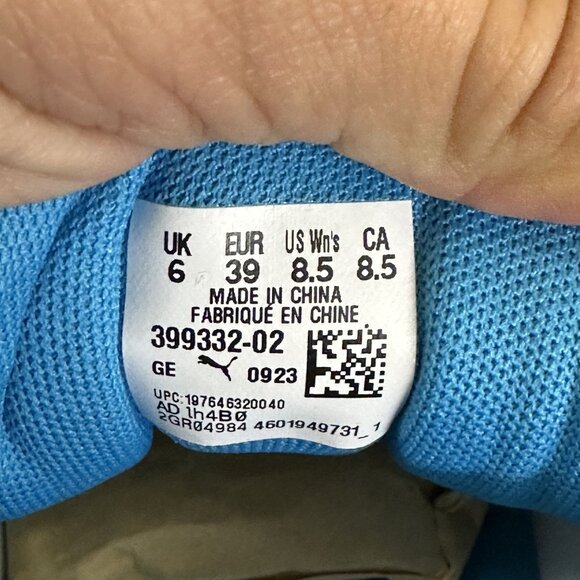 UK EUR US Wn's CA
6 39 8.5 8.5
MADE IN CHINA
FABRIQUÉ EN CHINE
399332-02
GE 0923
UPC:197646320040
AD 1h4B0
2GR04984 4601949731_1